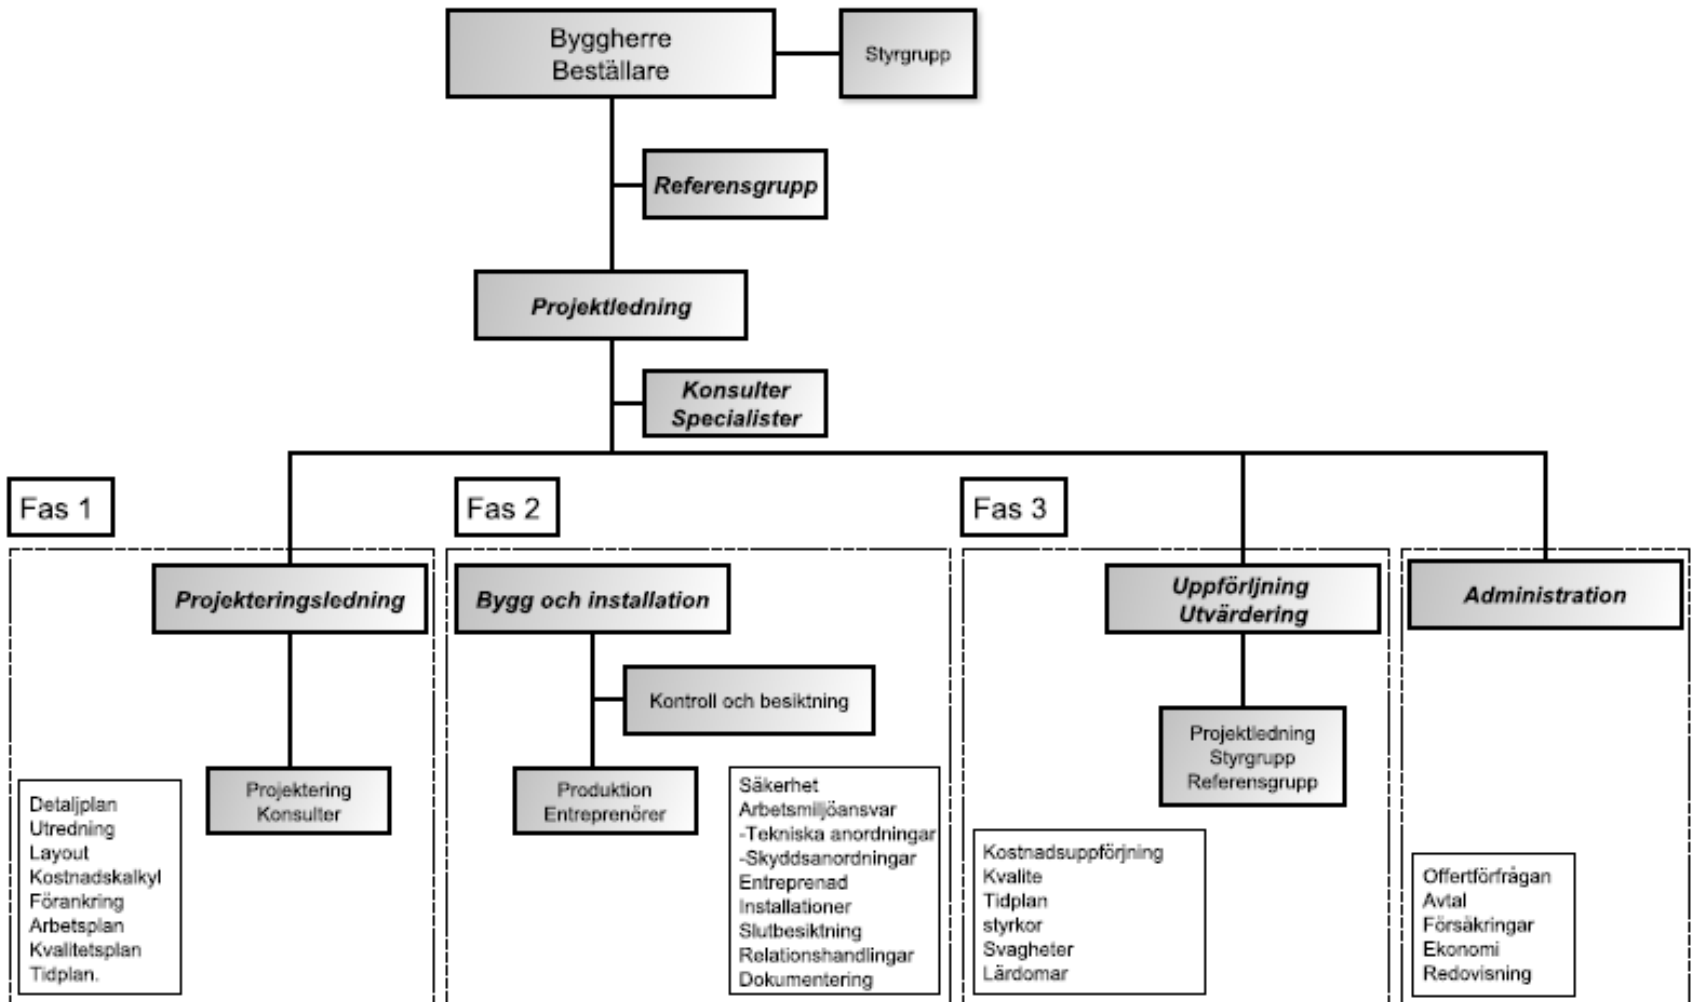 Byggherre
Beställare
Styrgrupp
Referensgrupp
Projektledning
Konsulter
Specialister
Fas 1
Fas 2
Fas 3
Projekteringsledning
Bygg och installation
Uppförljning
Utvärdering
Administration
Kontroll och besiktning
Projektering
Konsulter
Produktion
Entreprenörer
Projektledning
Styrgrupp
Referensgrupp
Detaljplan
Utredning
Layout
Kostnadskalkyl
Förankring
Arbetsplan
Kvalitetsplan
Tidplan.
Säkerhet
Arbetsmiljöansvar
-Tekniska anordningar
-Skyddsanordningar
Entreprenad
Installationer
Slutbesiktning
Relationshandlingar
Dokumentering
Kostnadsuppförjning
Kvalite
Tidplan
styrkor
Svagheter
Lärdomar
Offertförfrågan
Avtal
Försäkringar
Ekonomi
Redovisning